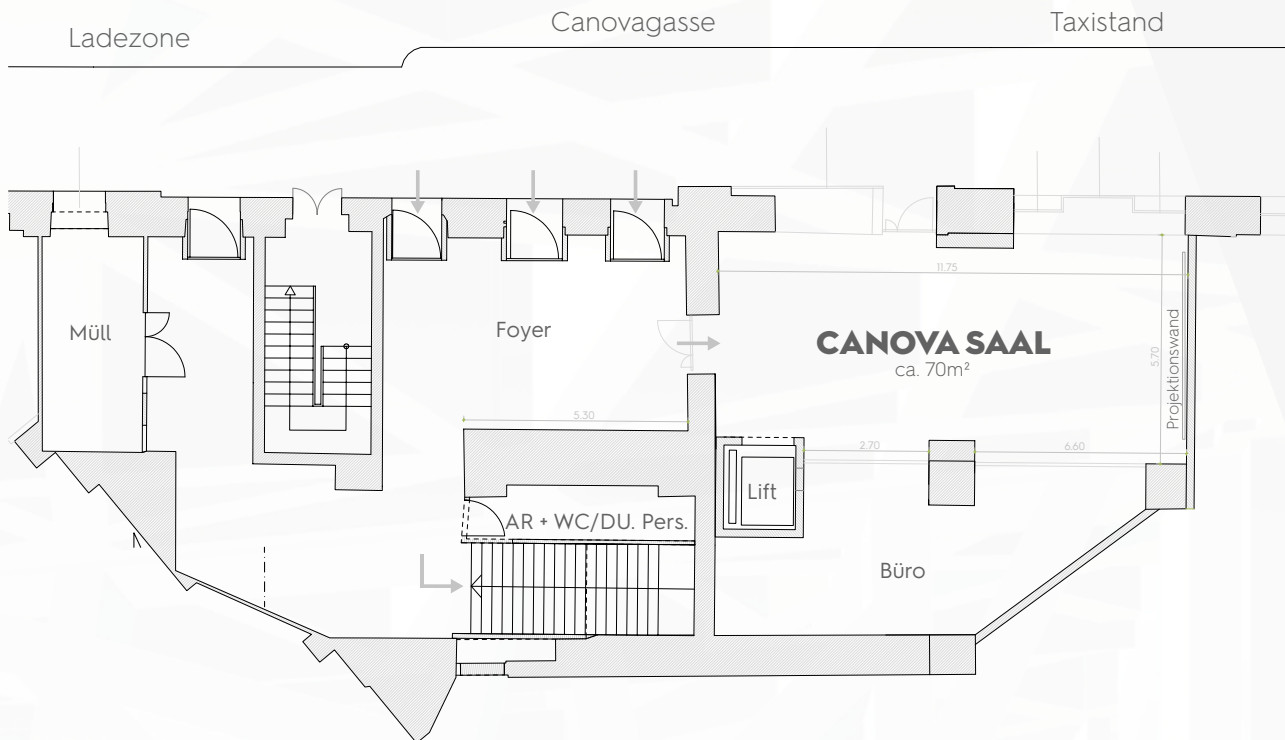 Ladezone
Canovagasse
Taxistand
11.75
Müll
Foyer
CANOVA SAAL
ca. 70m²
5.70
Projektionswand
5.30
2.70
6.60
Lift
AR + WC/DU. Pers.
Büro